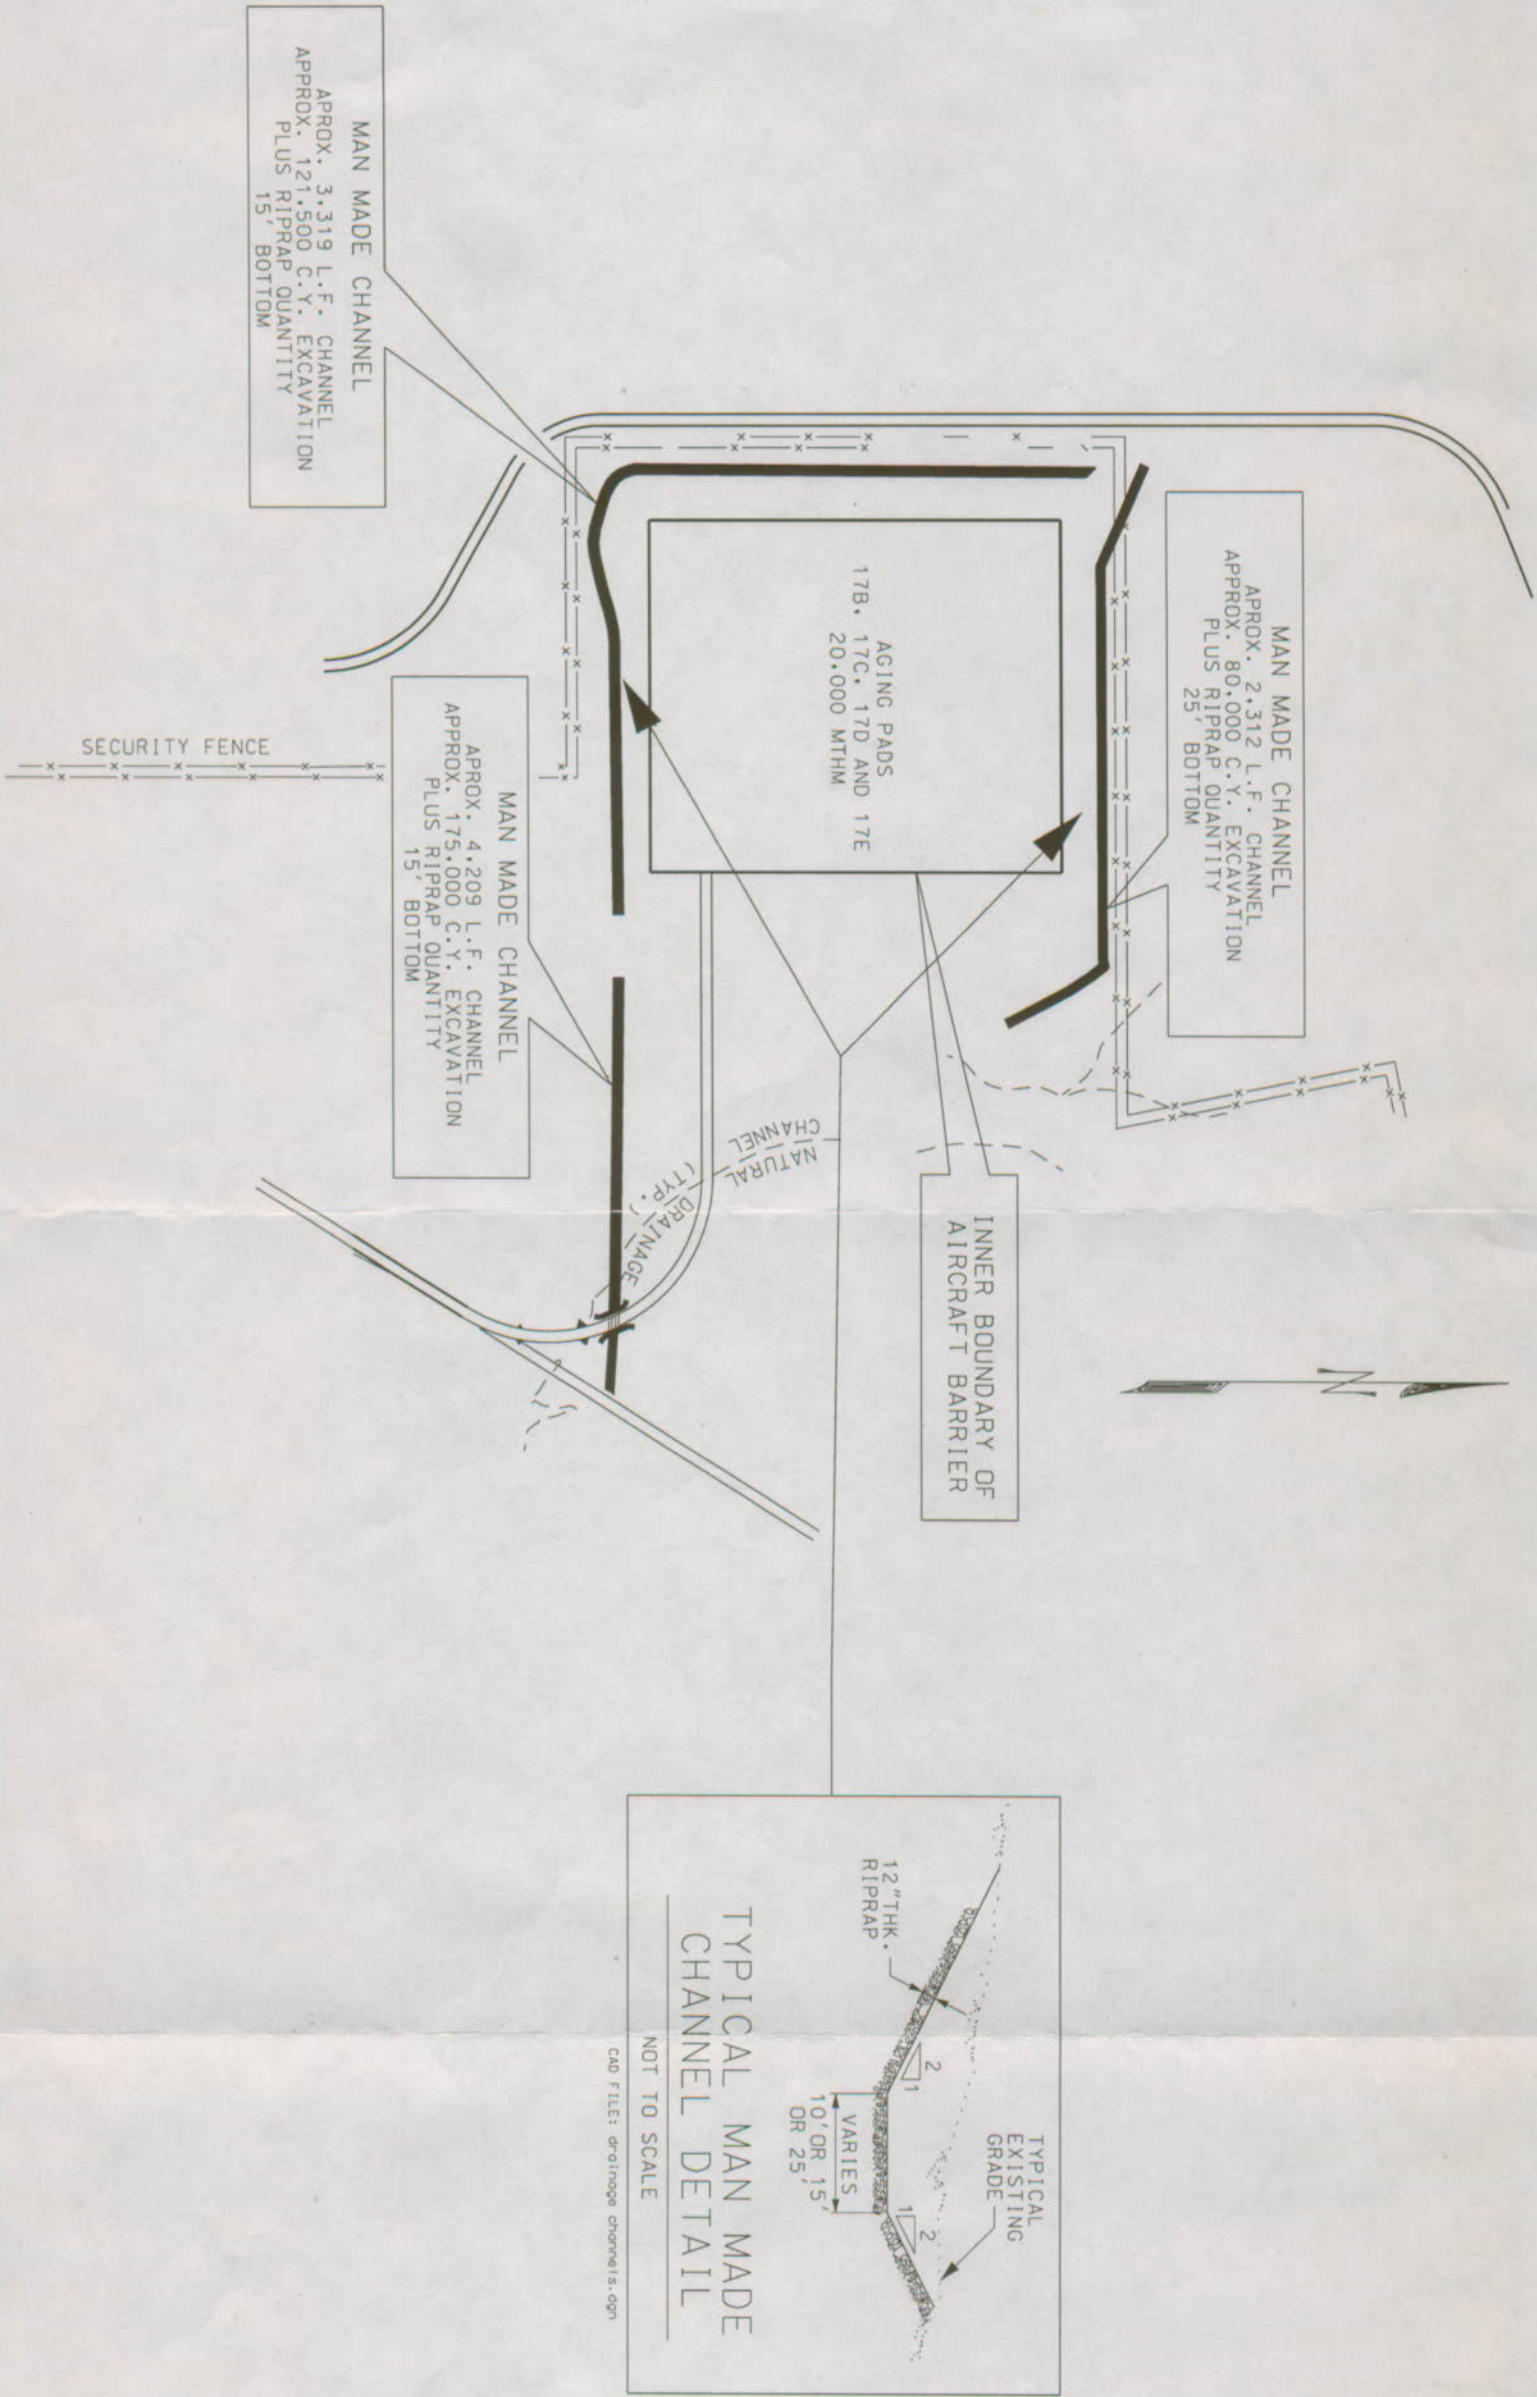 MAN MADE CHANNEL
APROX. 2,312 L.F. CHANNEL
APPROX. 80,000 C.Y. EXCAVATION
PLUS RIPRAP QUANTITY
25' BOTTOM
AGING PADS
17B, 17C, 17D AND 17E
20,000 MTHM
INNER BOUNDARY OF
AIRCRAFT BARRIER
NATURAL
CHANNEL
DRAINAGE
(TYP.)
MAN MADE CHANNEL
APROX. 3,319 L.F. CHANNEL
APPROX. 121,500 C.Y. EXCAVATION
PLUS RIPRAP QUANTITY
15' BOTTOM
MAN MADE CHANNEL
APROX. 4,209 L.F. CHANNEL
APPROX. 175,000 C.Y. EXCAVATION
PLUS RIPRAP QUANTITY
15' BOTTOM
SECURITY FENCE
N
TYPICAL
EXISTING
GRADE
12"THK.
RIPRAP
2
1
1
2
VARIES
10'OR 15'
OR 25'
TYPICAL MAN MADE
CHANNEL DETAIL
NOT TO SCALE
CAD FILE: drainage channels.dgn